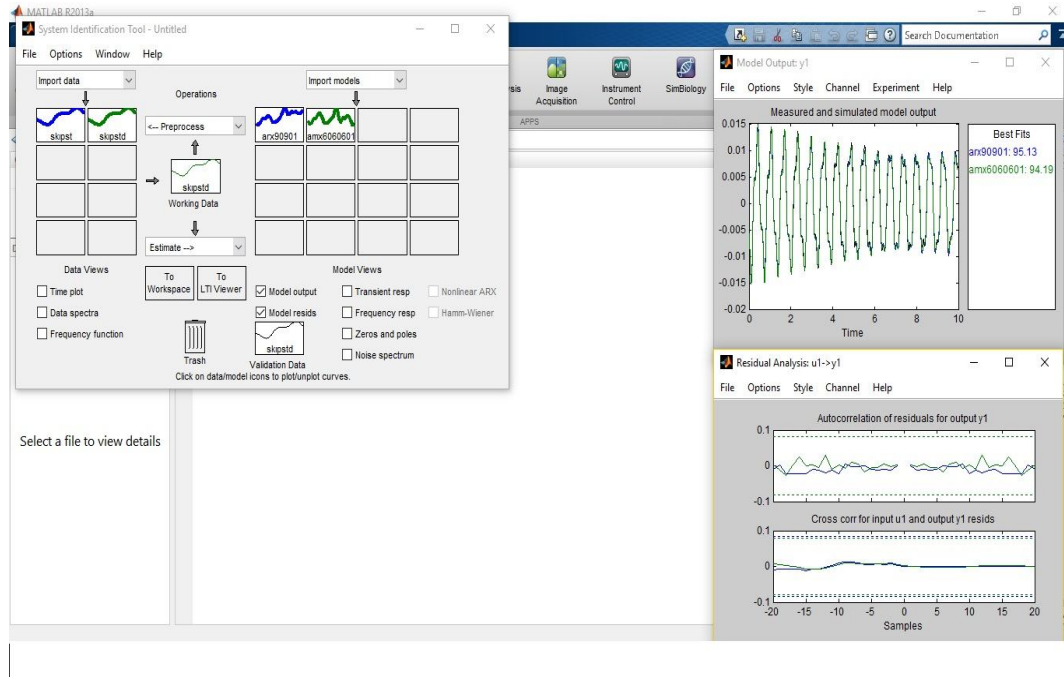 MATLAB R2013a
System Identification Tool - Untitled
File Options Window Help
Import data
Operations
Import models
skipst
skipstd
<-- Preprocess
arx90901
amx6060601
skipstd
Working Data
Estimate -->
Data Views
To
Workspace
To
LTI Viewer
Model Views
Time plot
Data spectra
Frequency function
Model output
Model resids
Transient resp
Frequency resp
Zeros and poles
Noise spectrum
Nonlinear ARX
Hamm-Wiener
Trash
skipstd
Validation Data
Click on data/model icons to plot/unplot curves.
Select a file to view details
Search Documentation
Image
Acquisition
Instrument
Control
SimBiology
APPS
Model Output: y1
File Options Style Channel Experiment Help
Measured and simulated model output
0.015
0.01
0.005
0
-0.005
-0.01
-0.015
-0.02
0 2 4 6 8 10
Time
Best Fits
arx90901: 95.13
amx6060601: 94.19
Residual Analysis: u1->y1
File Options Style Channel Help
Autocorrelation of residuals for output y1
0.1
0
-0.1
Cross corr for input u1 and output y1 resids
0.1
0
-0.1
-20 -15 -10 -5 0 5 10 15 20
Samples